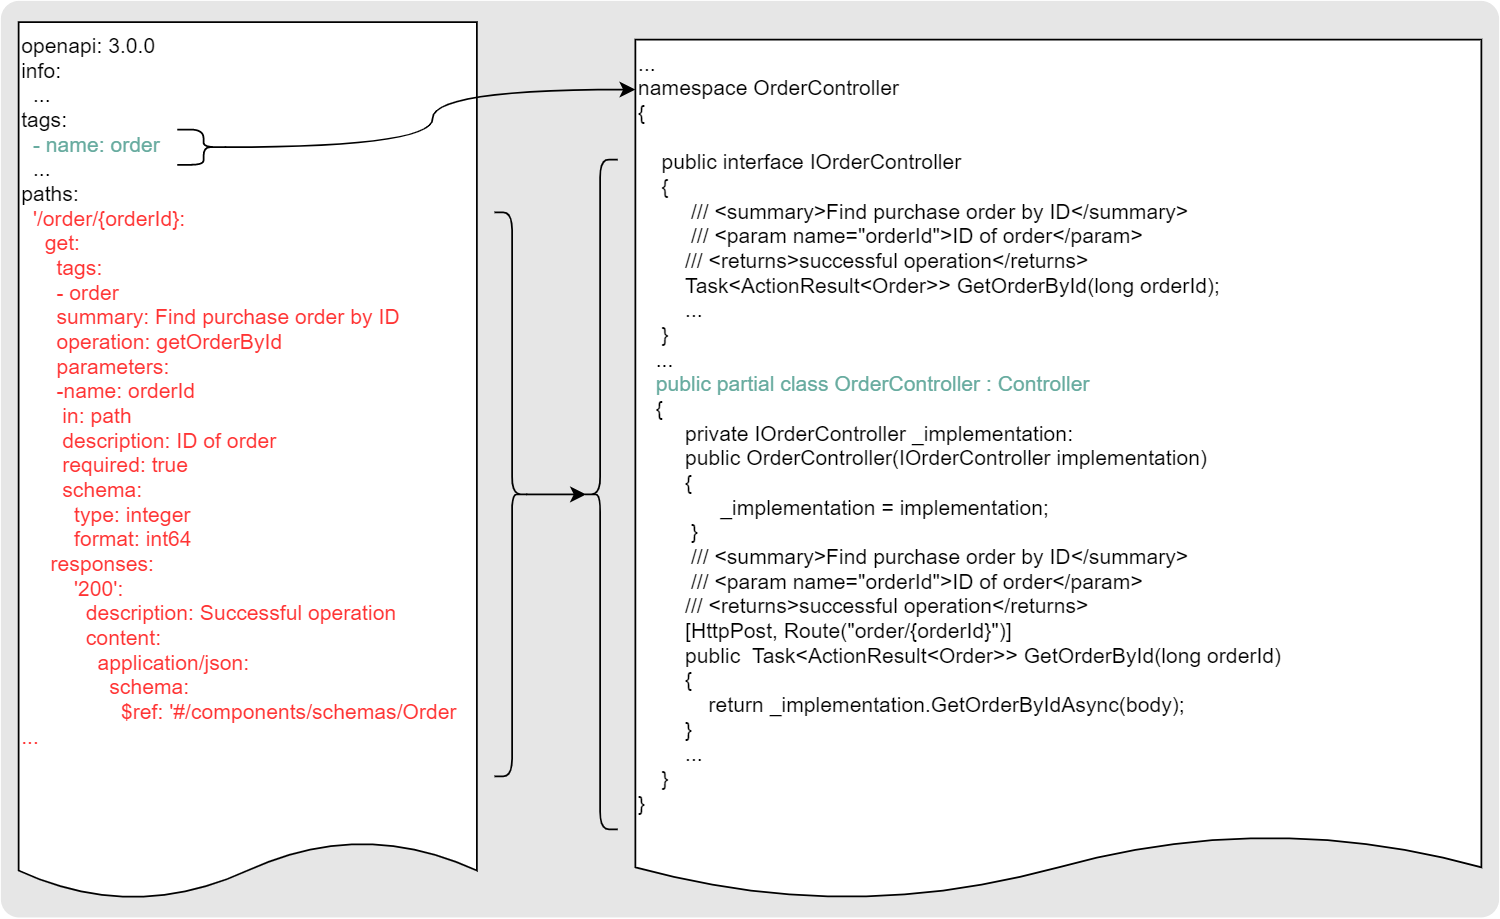 openapi: 3.0.0
info:
...
tags:
- name: order
...
paths:
'/order/{orderId}:
get:
tags:
- order
summary: Find purchase order by ID
operation: getOrderById
parameters:
-name: orderId
in: path
description: ID of order
required: true
schema:
type: integer
format: int64
responses:
'200':
description: Successful operation
content:
application/json:
schema:
$ref: '#/components/schemas/Order
...
...
namespace OrderController
{
public interface IOrderController
{
/// <summary>Find purchase order by ID</summary>
/// <param name="orderId">ID of order</param>
/// <returns>successful operation</returns>
Task<ActionResult<Order>> GetOrderById(long orderId);
...
}
...
public partial class OrderController : Controller
{
private IOrderController _implementation:
public OrderController(IOrderController implementation)
{
_implementation = implementation;
}
/// <summary>Find purchase order by ID</summary>
/// <param name="orderId">ID of order</param>
/// <returns>successful operation</returns>
[HttpPost, Route("order/{orderId}")]
public  Task<ActionResult<Order>> GetOrderById(long orderId)
{
return _implementation.GetOrderByIdAsync(body);
}
...
}
}